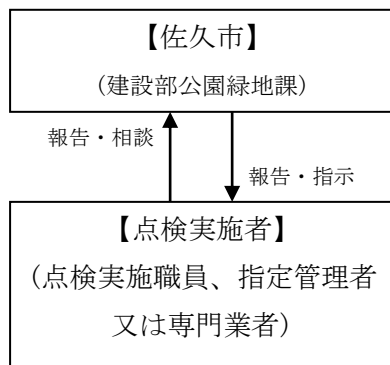 【佐久市】
（建設部公園緑地課）
報告・相談
報告・指示
【点検実施者】
（点検実施職員、指定管理者
又は専門業者）